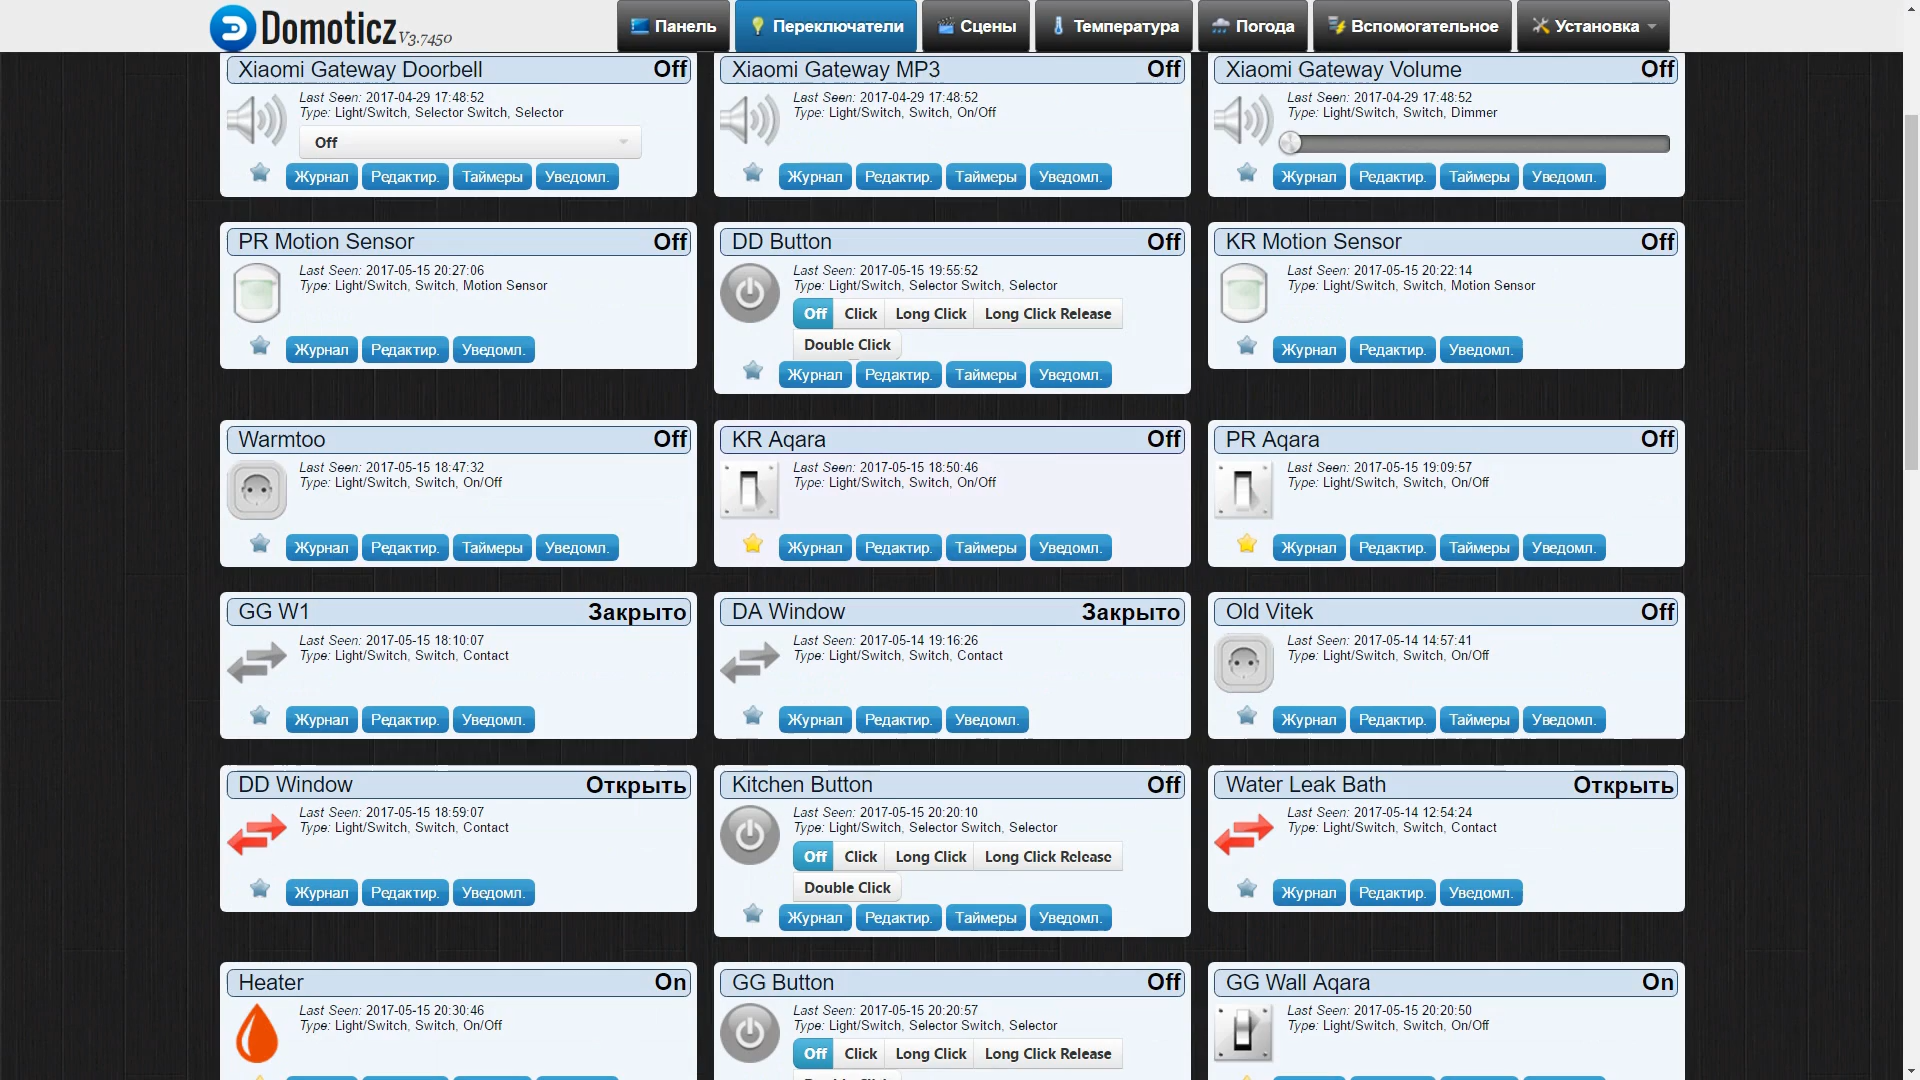 Domoticz V3.7450
Панель Переключатели Сцены Температура Погода Вспомогательное Установка
Xiaomi Gateway Doorbell Off
Last Seen: 2017-04-29 17:48:52
Type: Light/Switch, Selector Switch, Selector
Off
Журнал Редактир. Таймеры Уведомл.
Xiaomi Gateway MP3 Off
Last Seen: 2017-04-29 17:48:52
Type: Light/Switch, Switch, On/Off
Журнал Редактир. Таймеры Уведомл.
Xiaomi Gateway Volume Off
Last Seen: 2017-04-29 17:48:52
Type: Light/Switch, Switch, Dimmer
Журнал Редактир. Таймеры Уведомл.
PR Motion Sensor Off
Last Seen: 2017-05-15 20:27:06
Type: Light/Switch, Switch, Motion Sensor
Журнал Редактир. Уведомл.
DD Button Off
Last Seen: 2017-05-15 19:55:52
Type: Light/Switch, Selector Switch, Selector
Off Click Long Click Long Click Release
Double Click
Журнал Редактир. Таймеры Уведомл.
KR Motion Sensor Off
Last Seen: 2017-05-15 20:22:14
Type: Light/Switch, Switch, Motion Sensor
Журнал Редактир. Уведомл.
Warmtoo Off
Last Seen: 2017-05-15 18:47:32
Type: Light/Switch, Switch, On/Off
Журнал Редактир. Таймеры Уведомл.
KR Aqara Off
Last Seen: 2017-05-15 18:50:46
Type: Light/Switch, Switch, On/Off
Журнал Редактир. Таймеры Уведомл.
PR Aqara Off
Last Seen: 2017-05-15 19:09:57
Type: Light/Switch, Switch, On/Off
Журнал Редактир. Таймеры Уведомл.
GG W1 Закрыто
Last Seen: 2017-05-15 18:10:07
Type: Light/Switch, Switch, Contact
Журнал Редактир. Уведомл.
DA Window Закрыто
Last Seen: 2017-05-14 19:16:26
Type: Light/Switch, Switch, Contact
Журнал Редактир. Уведомл.
Old Vitek Off
Last Seen: 2017-05-14 14:57:41
Type: Light/Switch, Switch, On/Off
Журнал Редактир. Таймеры Уведомл.
DD Window Открыть
Last Seen: 2017-05-15 18:59:07
Type: Light/Switch, Switch, Contact
Журнал Редактир. Уведомл.
Kitchen Button Off
Last Seen: 2017-05-15 20:20:10
Type: Light/Switch, Selector Switch, Selector
Off Click Long Click Long Click Release
Double Click
Журнал Редактир. Таймеры Уведомл.
Water Leak Bath Открыть
Last Seen: 2017-05-14 12:54:24
Type: Light/Switch, Switch, Contact
Журнал Редактир. Уведомл.
Heater On
Last Seen: 2017-05-15 20:30:46
Type: Light/Switch, Switch, On/Off
GG Button Off
Last Seen: 2017-05-15 20:20:57
Type: Light/Switch, Selector Switch, Selector
Off Click Long Click Long Click Release
GG Wall Aqara On
Last Seen: 2017-05-15 20:20:50
Type: Light/Switch, Switch, On/Off